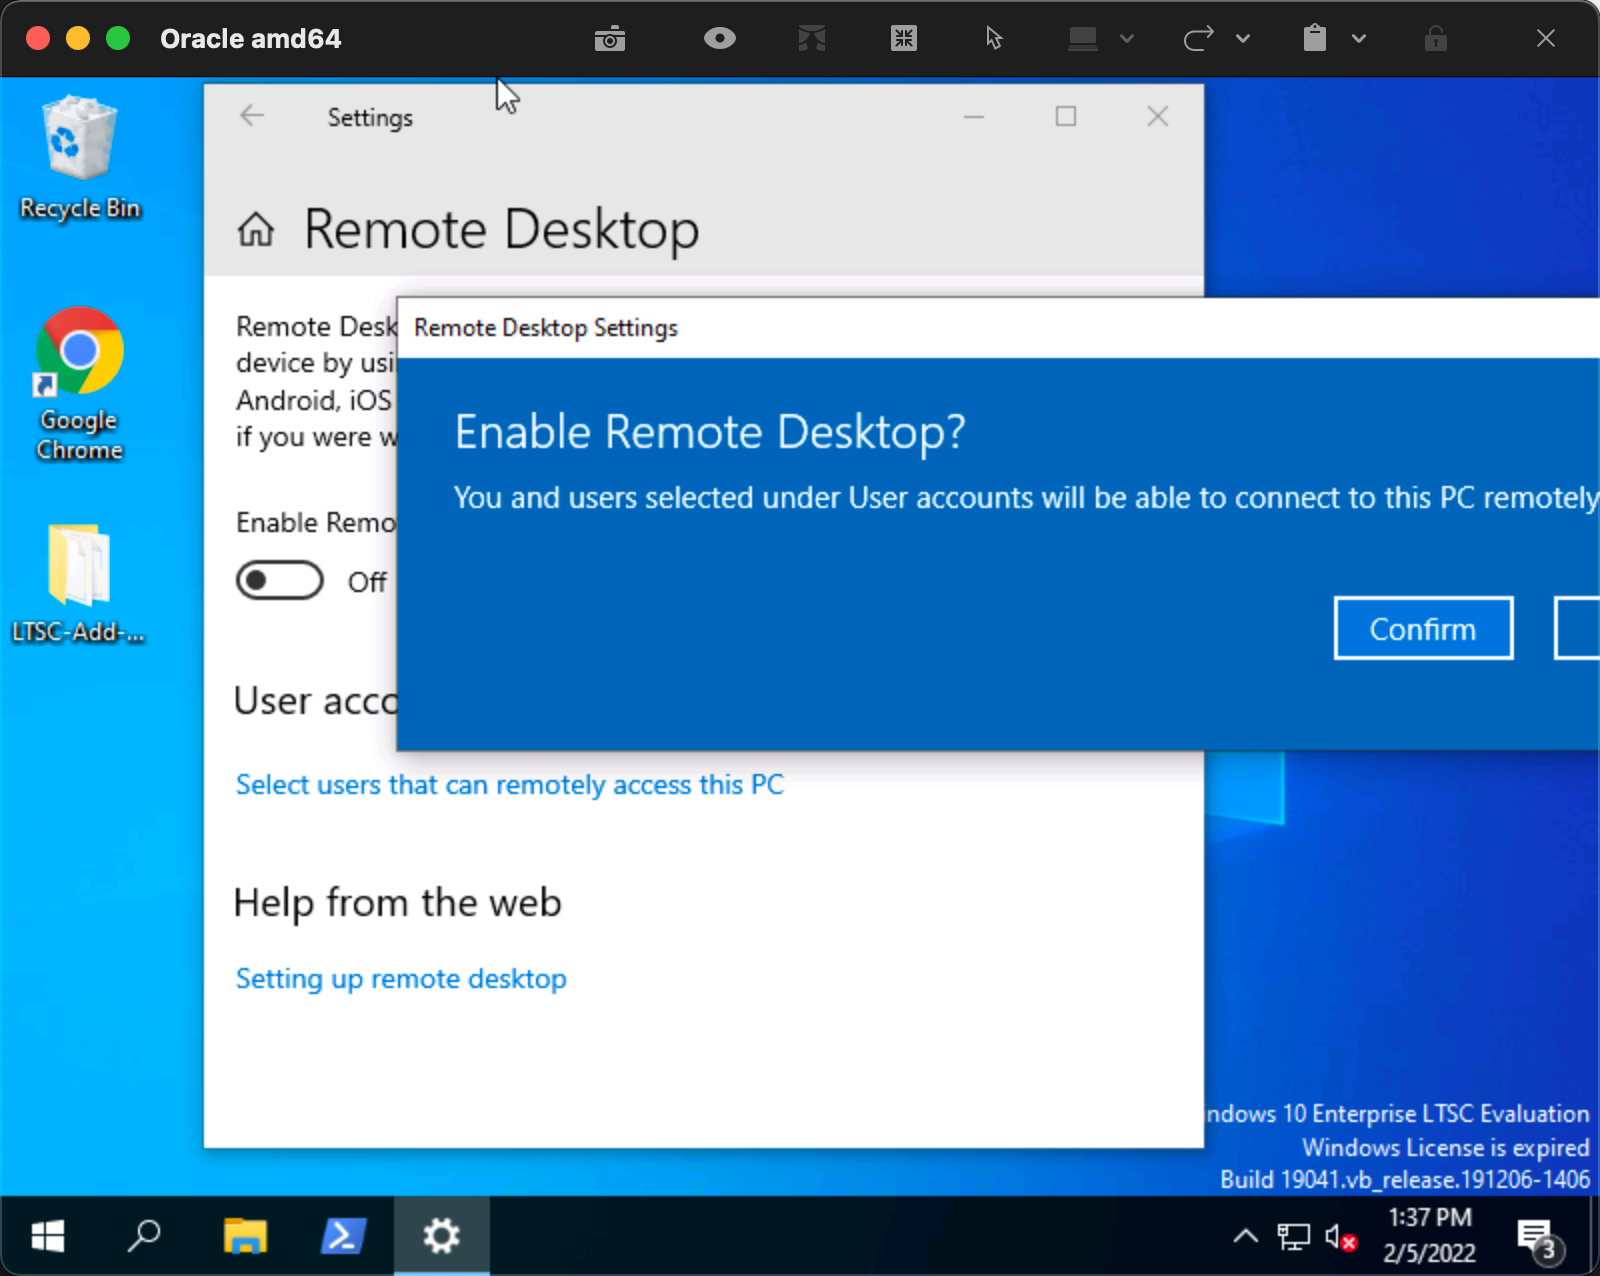 Oracle amd64
Recycle Bin
Google
Chrome
LTSC-Add-...
Settings
Remote Desktop
Remote Desk
device by usi
Android, iOS
if you were w
Enable Remo
Off
User acco
Select users that can remotely access this PC
Help from the web
Setting up remote desktop
Remote Desktop Settings
Enable Remote Desktop?
You and users selected under User accounts will be able to connect to this PC remotely
Confirm
indows 10 Enterprise LTSC Evaluation
Windows License is expired
Build 19041.vb_release.191206-1406
1:37 PM
2/5/2022
3